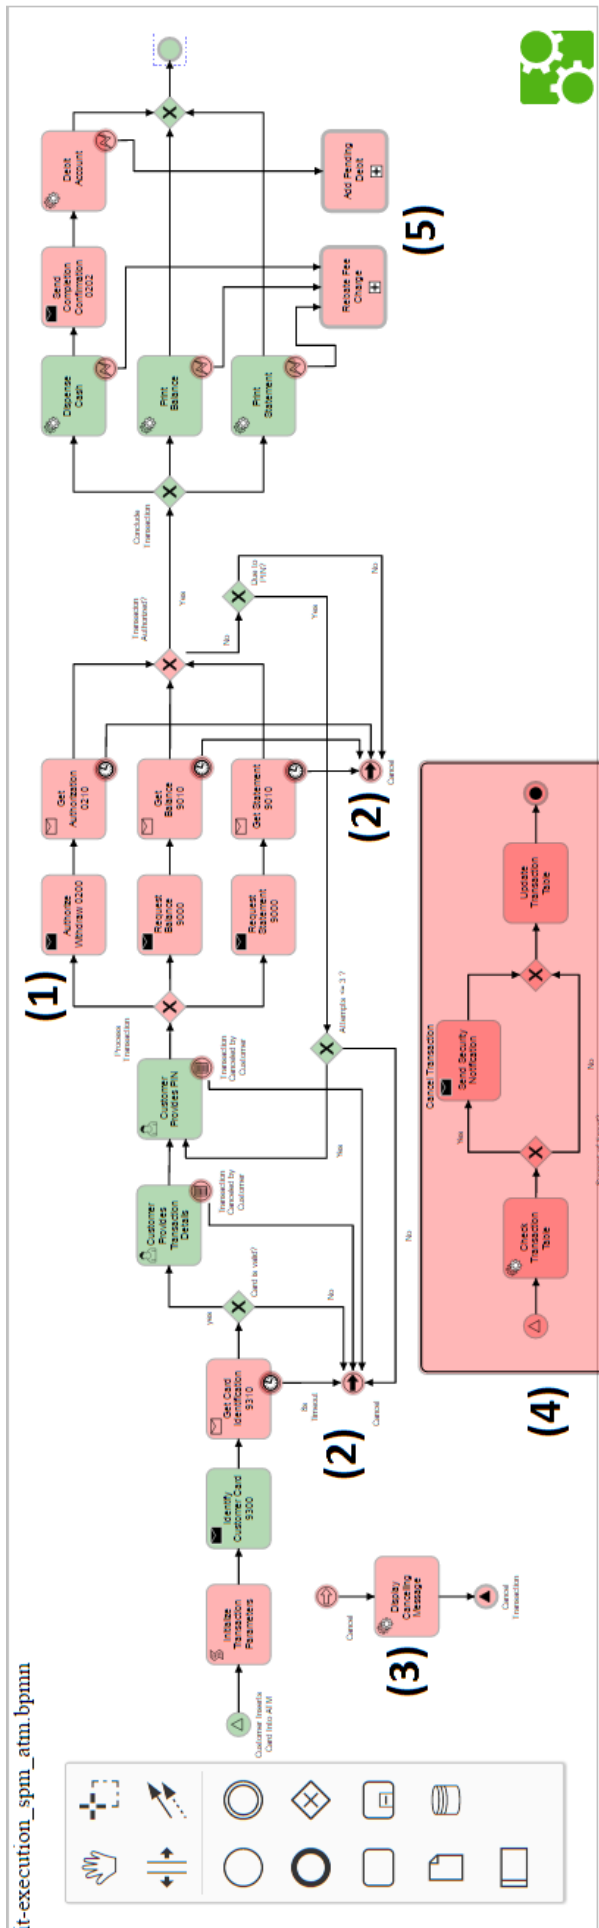 it-execution_spm_atm.bpmn
Customer Inserts
Card Into ATM
Initialize
Transaction
Parameters
Identify
Customer Card
9300
Get Card
Identification
9310
Timeout
Cancel
(2)
Card is valid?
yes
No
Customer
Provides
Transaction
Details
Transaction
Canceled by
Customer
Customer
Provides PIN
Transaction
Canceled by
Customer
Attempts <= 3 ?
Yes
No
Process
Transaction
(1)
Authorize
Withdraw 0200
Get
Authorization
0210
Request
Balance
9000
Get
Balance
9010
Request
Statement
9000
Get Statement
9010
(2)
Cancel
Transaction
Authorized?
Yes
No
Due to
PIN?
Yes
No
Conclude
Transaction
Dispense
Cash
Send
Completion
Confirmation
0202
Debit
Account
Print
Balance
Print
Statement
Rebate Fee
Charge
Add Pending
Debit
(5)
(3)
Cancel
Display
Canceling
Message
Cancel
Transaction
(4)
Cancel Transaction
Check
Transaction
Table
Yes
No
Send Security
Notification
Update
Transaction
Table